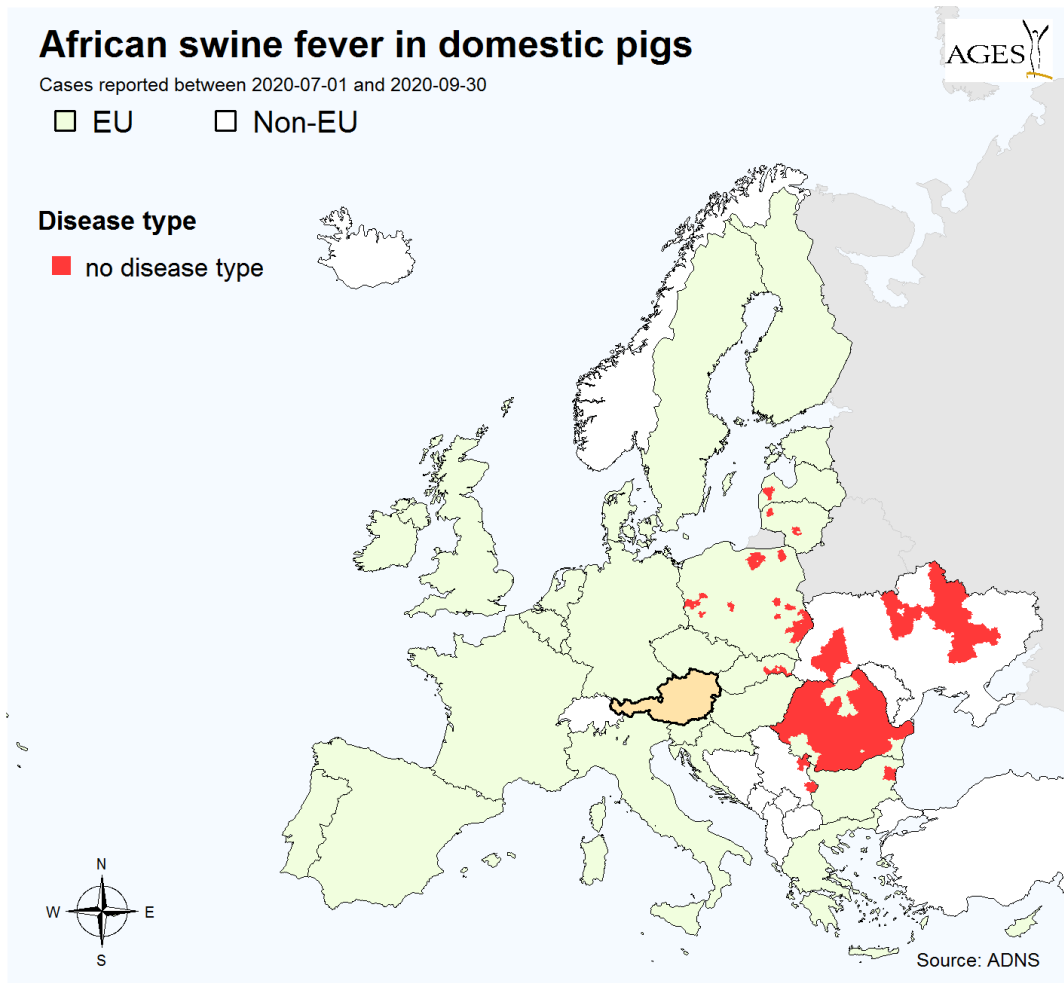 African swine fever in domestic pigs
AGES
Cases reported between 2020-07-01 and 2020-09-30
EU Non-EU
Disease type
no disease type
N
W E
S
Source: ADNS